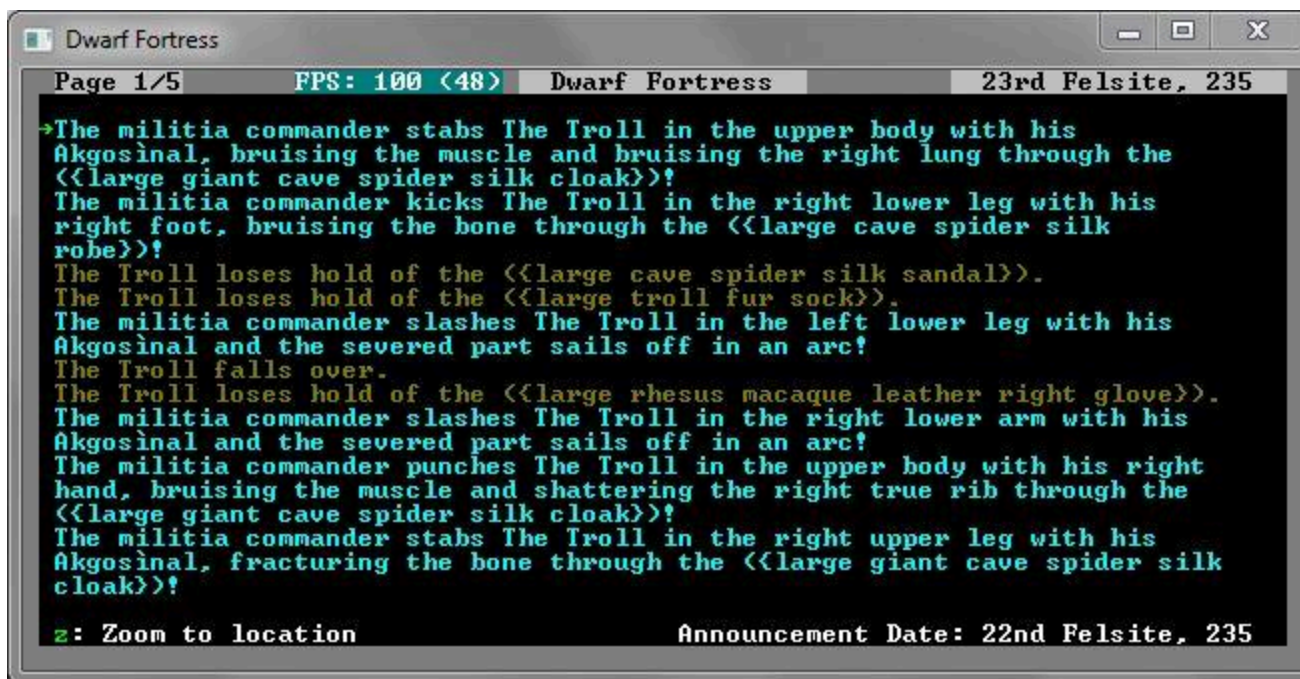 Dwarf Fortress
Page 1/5 FPS: 100 (48) Dwarf Fortress 23rd Felsite, 235
→The militia commander stabs The Troll in the upper body with his
Akgosìnal, bruising the muscle and bruising the right lung through the
({large giant cave spider silk cloak})!
The militia commander kicks The Troll in the right lower leg with his
right foot, bruising the bone through the ({large cave spider silk
robe})!
The Troll loses hold of the ({large cave spider silk sandal}).
The Troll loses hold of the ({large troll fur sock}).
The militia commander slashes The Troll in the left lower leg with his
Akgosìnal and the severed part sails off in an arc!
The Troll falls over.
The Troll loses hold of the ({large rhesus macaque leather right glove}).
The militia commander slashes The Troll in the right lower arm with his
Akgosìnal and the severed part sails off in an arc!
The militia commander punches The Troll in the upper body with his right
hand, bruising the muscle and shattering the right true rib through the
({large giant cave spider silk cloak})!
The militia commander stabs The Troll in the right upper leg with his
Akgosìnal, fracturing the bone through the ({large giant cave spider silk
cloak})!
z: Zoom to location Announcement Date: 22nd Felsite, 235